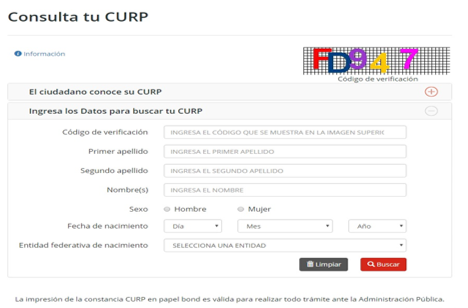 Consulta tu CURP
Información
FD947
Código de verificación
El ciudadano conoce su CURP
Ingresa los Datos para buscar tu CURP
Código de verificación INGRESA EL CÓDIGO QUE SE MUESTRA EN LA IMAGEN SUPERI
Primer apellido INGRESA EL PRIMER APELLIDO
Segundo apellido INGRESA EL SEGUNDO APELLIDO
Nombre(s) INGRESA EL NOMBRE
Sexo Hombre Mujer
Fecha de nacimiento Día Mes Año
Entidad federativa de nacimiento SELECCIONA UNA ENTIDAD
Limpiar Buscar
La impresión de la constancia CURP en papel bond es válida para realizar todo trámite ante la Administración Pública.